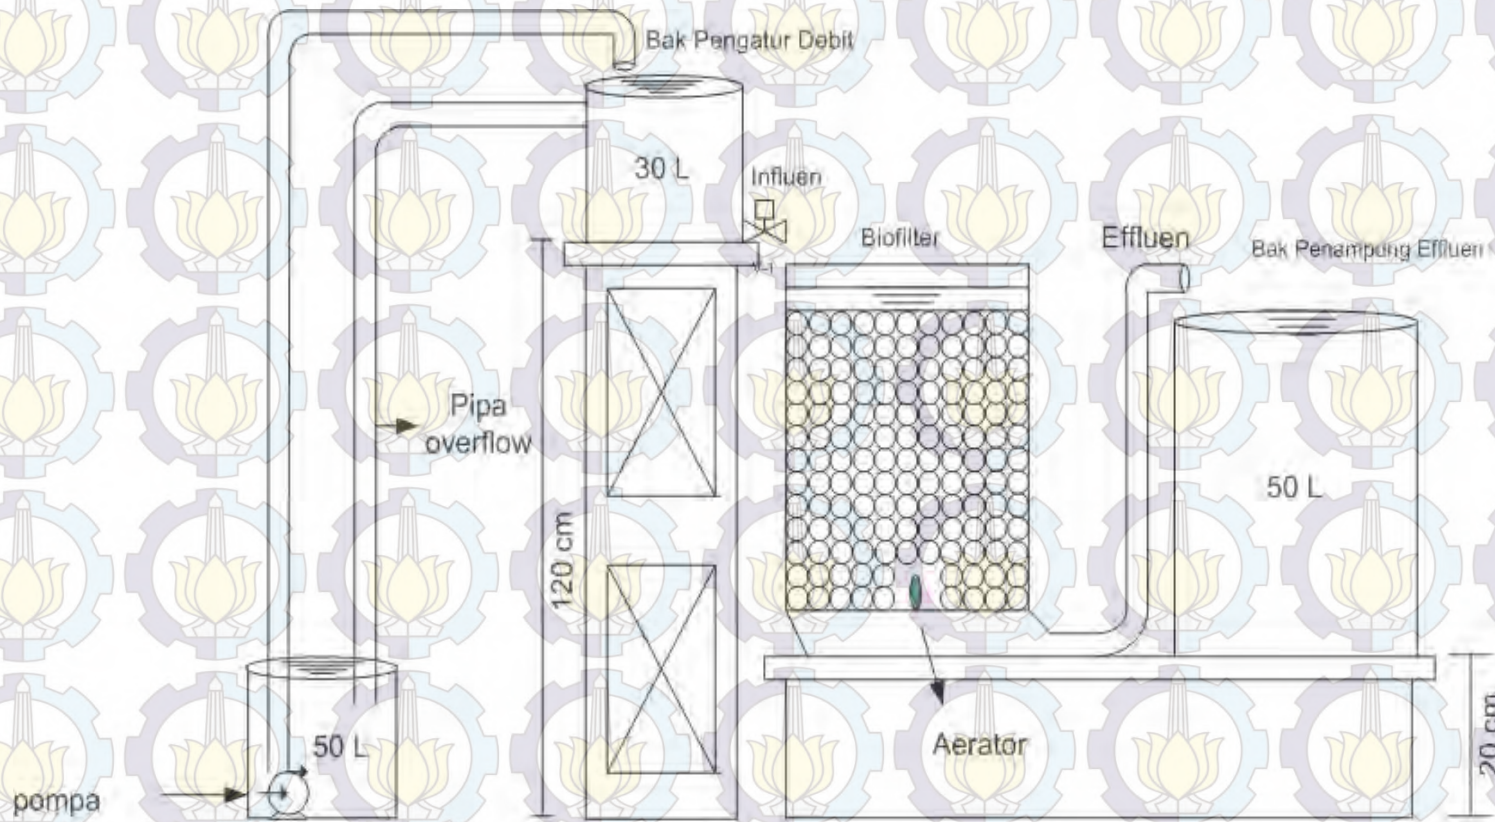 Bak Pengatur Debit
30 L
Influen
Biofilter
Effluen
Bak Penampung Effluen
Pipa
overflow
120 cm
50 L
50 L
Aerator
pompa
20 cm